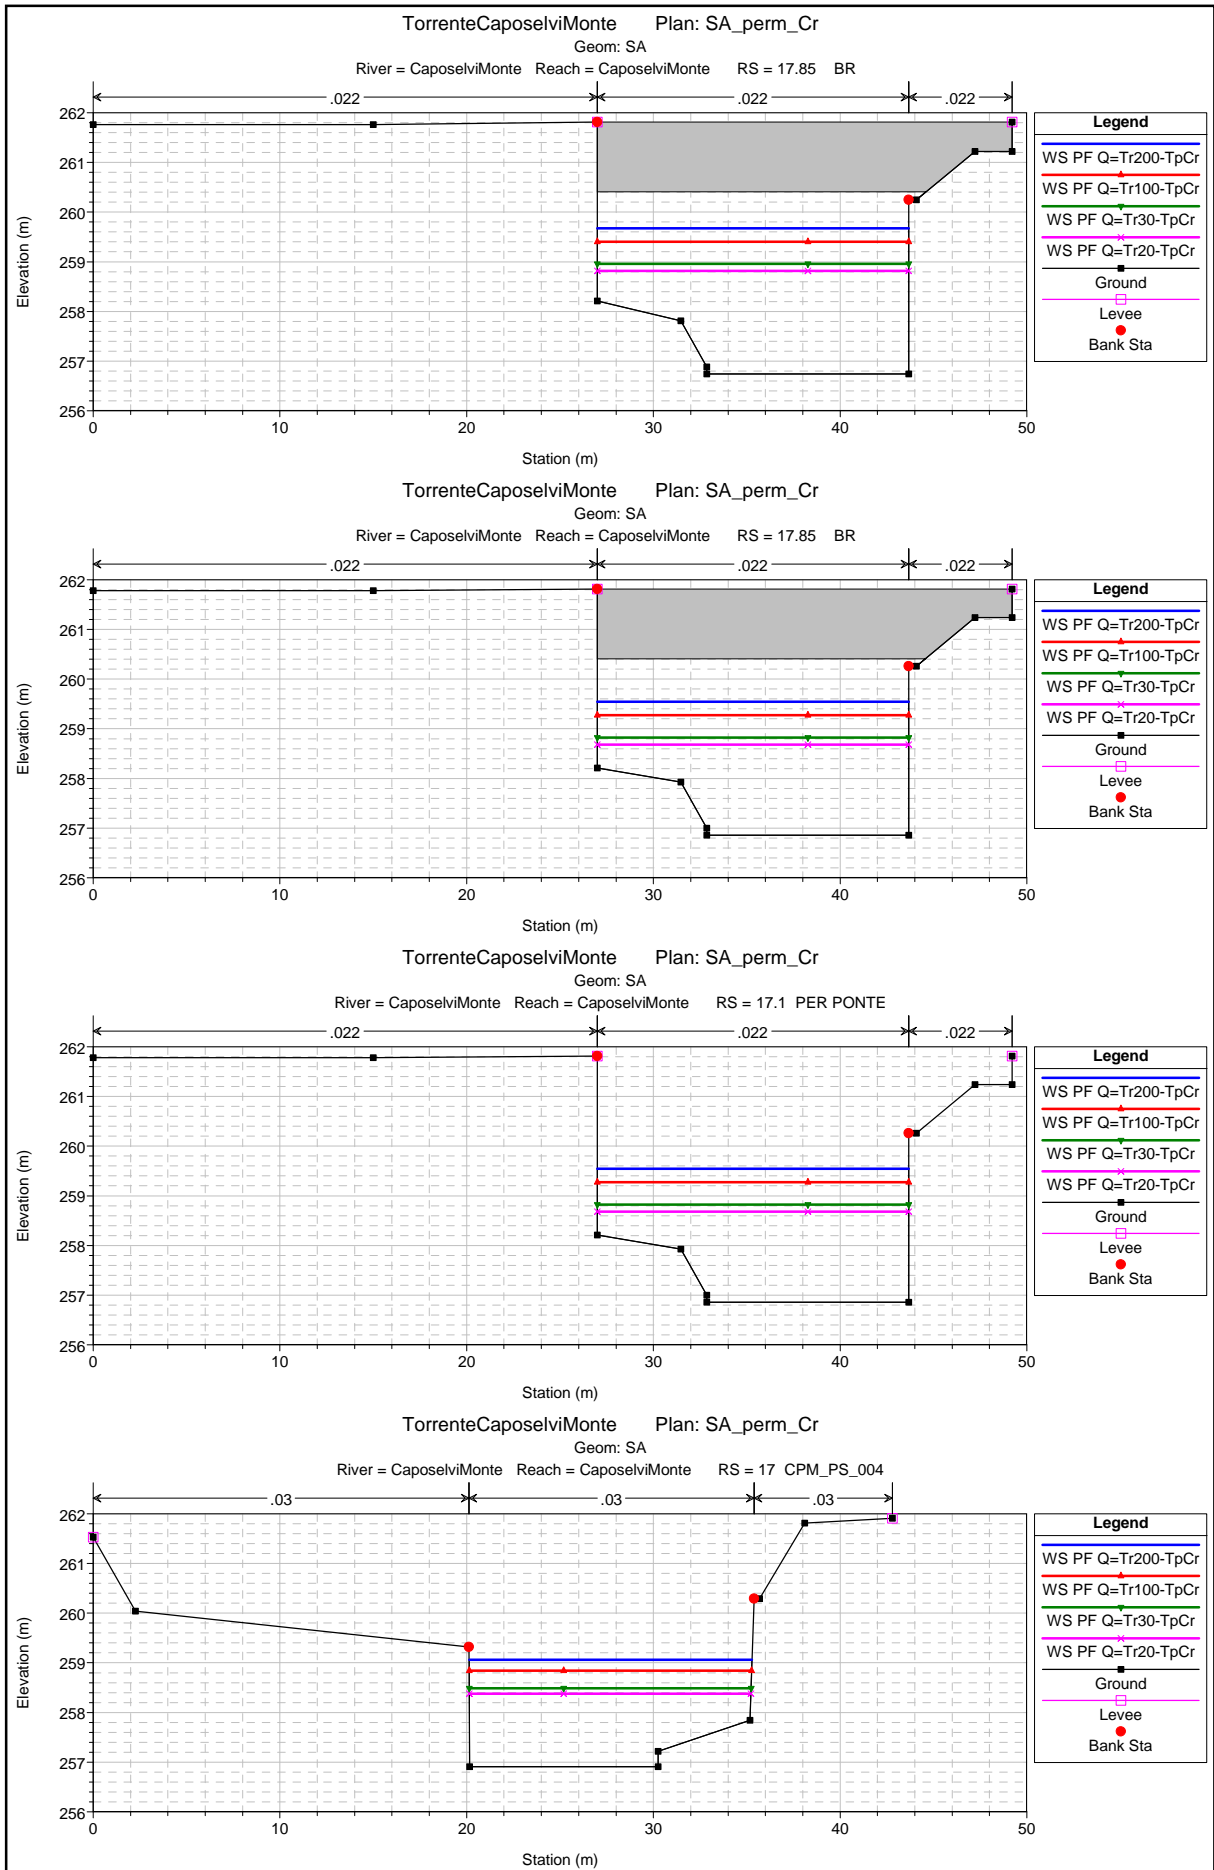 TorrenteCaposelviMonte Plan: SA_perm_Cr
Geom: SA
River = CaposelviMonte Reach = CaposelviMonte RS = 17.85 BR
.022 .022 .022
Elevation (m)
262
261
260
259
258
257
256
0 10 20 30 40 50
Station (m)
Legend
WS PF Q=Tr200-TpCr
WS PF Q=Tr100-TpCr
WS PF Q=Tr30-TpCr
WS PF Q=Tr20-TpCr
Ground
Levee
Bank Sta
TorrenteCaposelviMonte Plan: SA_perm_Cr
Geom: SA
River = CaposelviMonte Reach = CaposelviMonte RS = 17.85 BR
.022 .022 .022
Elevation (m)
262
261
260
259
258
257
256
0 10 20 30 40 50
Station (m)
Legend
WS PF Q=Tr200-TpCr
WS PF Q=Tr100-TpCr
WS PF Q=Tr30-TpCr
WS PF Q=Tr20-TpCr
Ground
Levee
Bank Sta
TorrenteCaposelviMonte Plan: SA_perm_Cr
Geom: SA
River = CaposelviMonte Reach = CaposelviMonte RS = 17.1 PER PONTE
.022 .022 .022
Elevation (m)
262
261
260
259
258
257
256
0 10 20 30 40 50
Station (m)
Legend
WS PF Q=Tr200-TpCr
WS PF Q=Tr100-TpCr
WS PF Q=Tr30-TpCr
WS PF Q=Tr20-TpCr
Ground
Levee
Bank Sta
TorrenteCaposelviMonte Plan: SA_perm_Cr
Geom: SA
River = CaposelviMonte Reach = CaposelviMonte RS = 17 CPM_PS_004
.03 .03 .03
Elevation (m)
262
261
260
259
258
257
256
0 10 20 30 40 50
Station (m)
Legend
WS PF Q=Tr200-TpCr
WS PF Q=Tr100-TpCr
WS PF Q=Tr30-TpCr
WS PF Q=Tr20-TpCr
Ground
Levee
Bank Sta